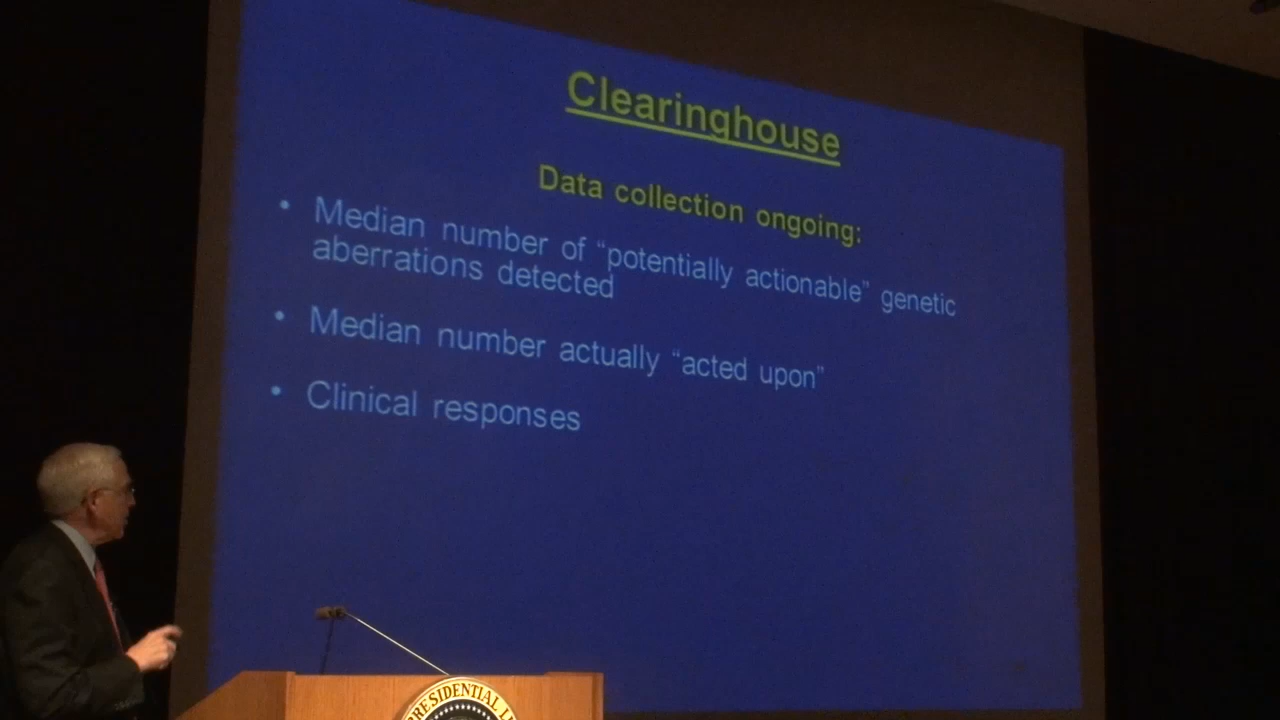 Clearinghouse
Data collection ongoing:
• Median number of “potentially actionable” genetic
aberrations detected
• Median number actually “acted upon”
• Clinical responses
PRESIDENTIAL